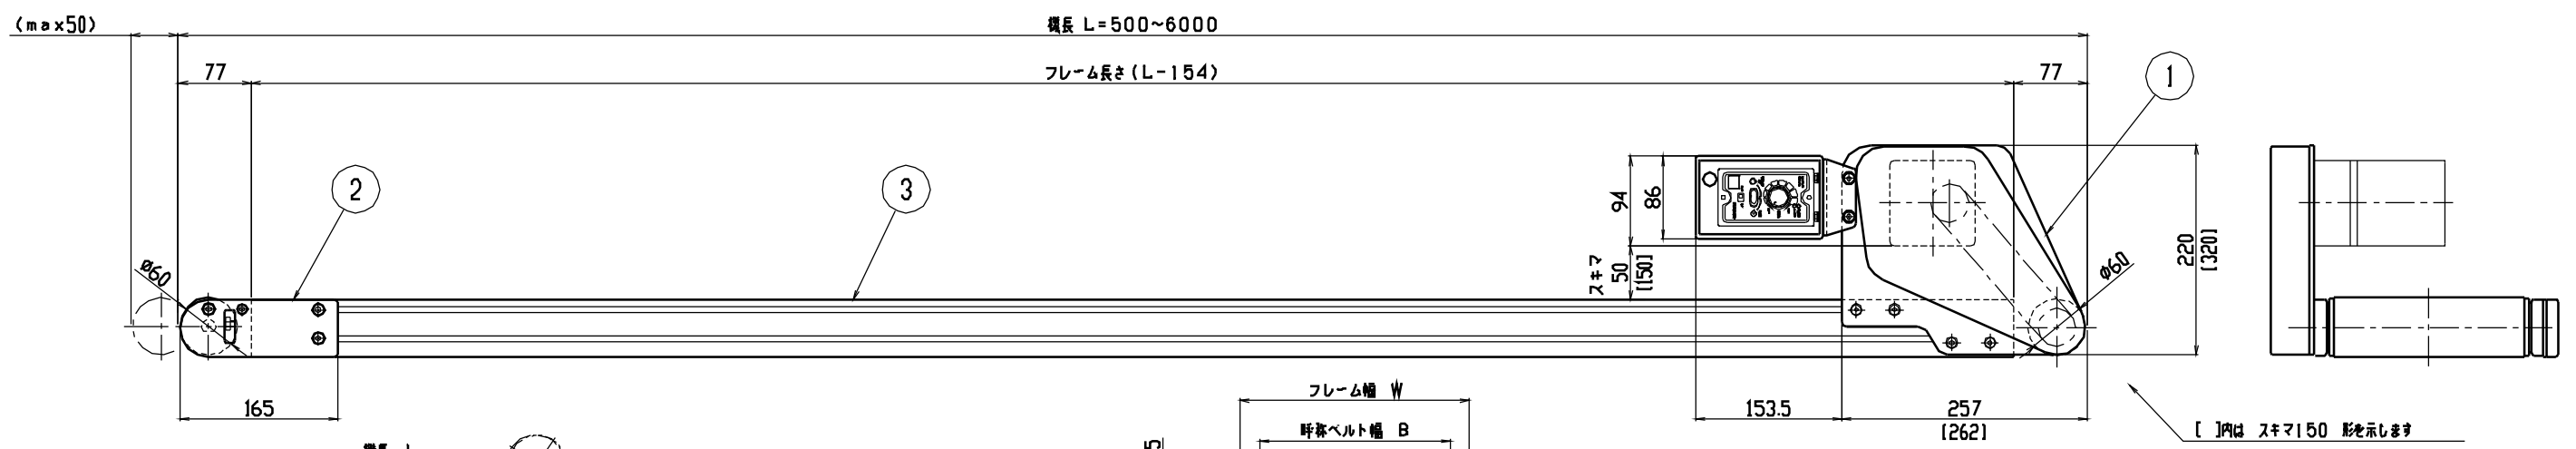 (max50)
機長 L=500~6000
77
フレーム長さ(L-154)
77
1
2
3
94
86
スキマ
50
[150]
220
[320]
φ60
φ60
165
153.5
257
[262]
フレーム幅 W
呼称ベルト幅 B
[ ]内は スキマ150 形を示します